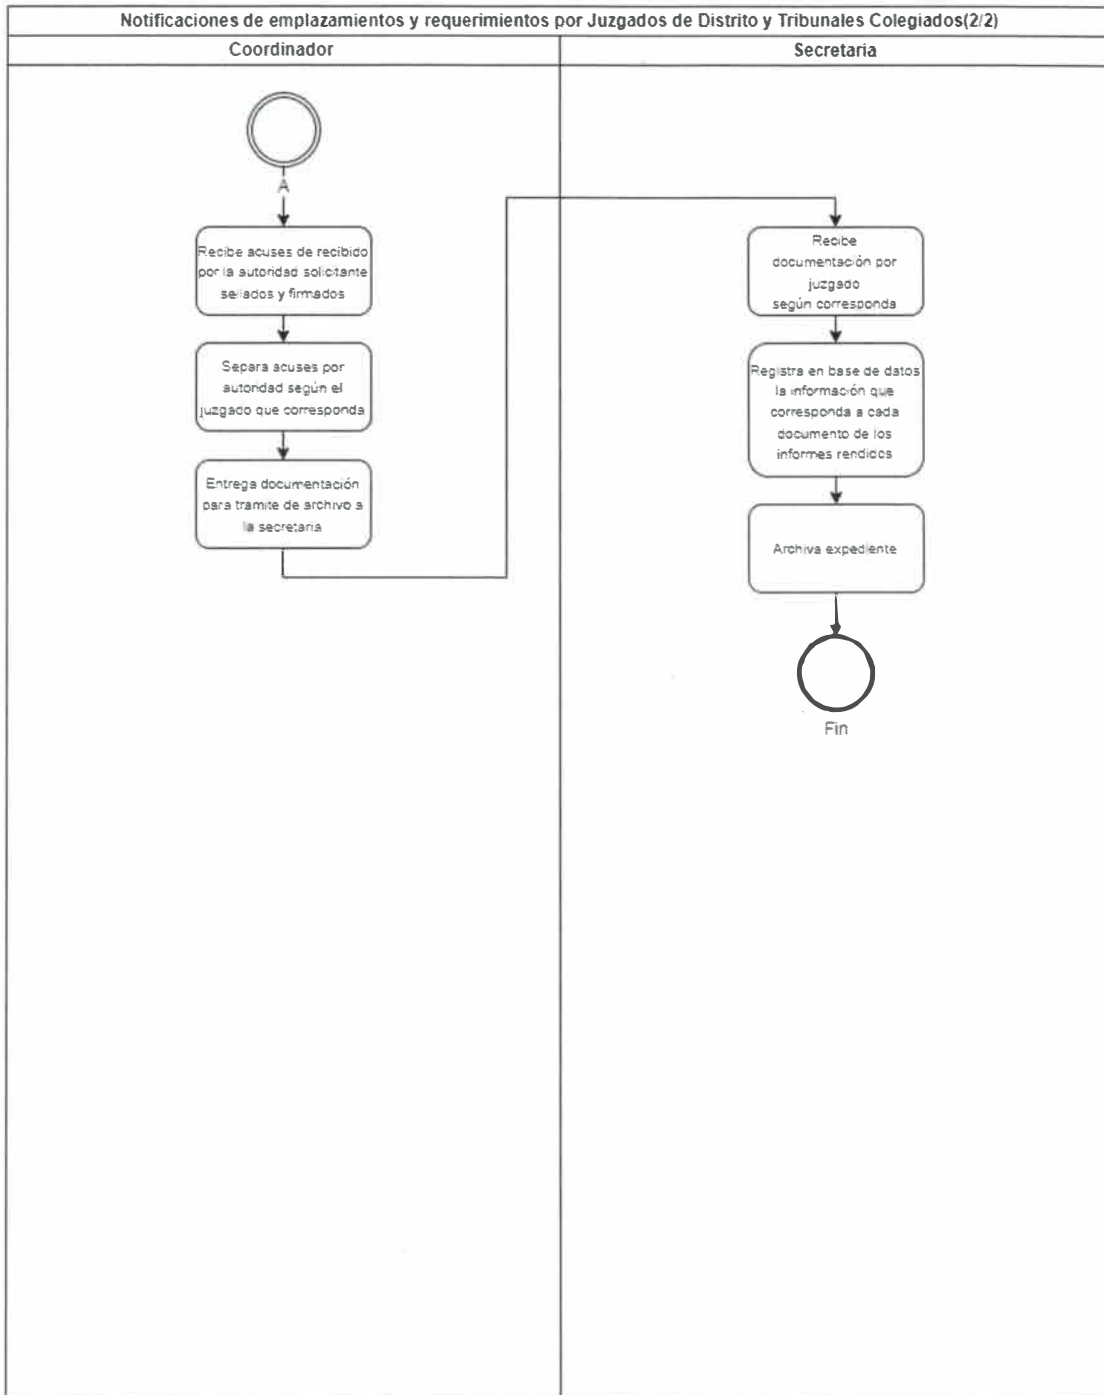 Notificaciones de emplazamientos y requerimientos por Juzgados de Distrito y Tribunales Colegiados(2/2)
Coordinador
Secretaria
A
Recibe acuses de recibido
por la autoridad solicitante
sellados y firmados
Separa acuses por
autoridad según el
juzgado que corresponda
Entrega documentación
para tramite de archivo a
la secretaria
Recibe
documentación por
juzgado
según corresponda
Registra en base de datos
la información que
corresponda a cada
documento de los
informes rendidos
Archiva expediente
Fin